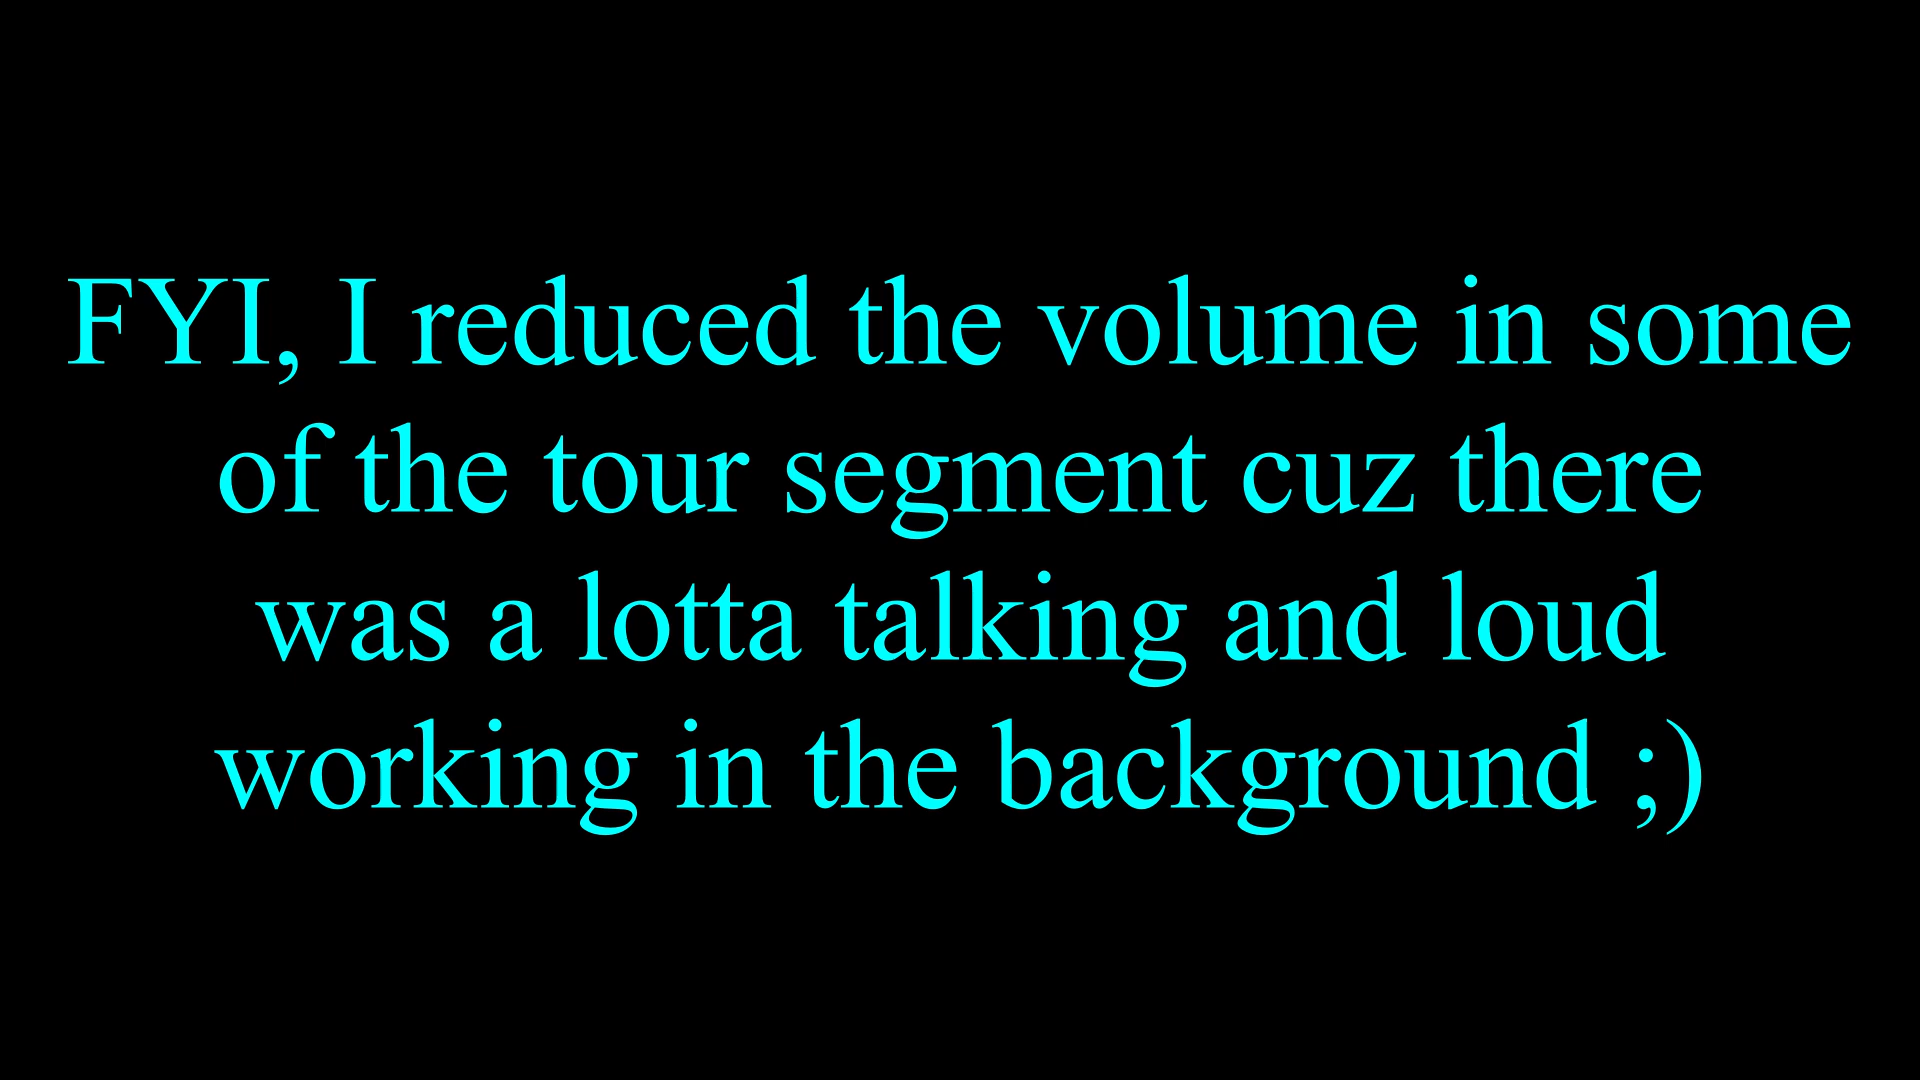 FYI, I reduced the volume in some
of the tour segment cuz there
was a lotta talking and loud
working in the background ;)